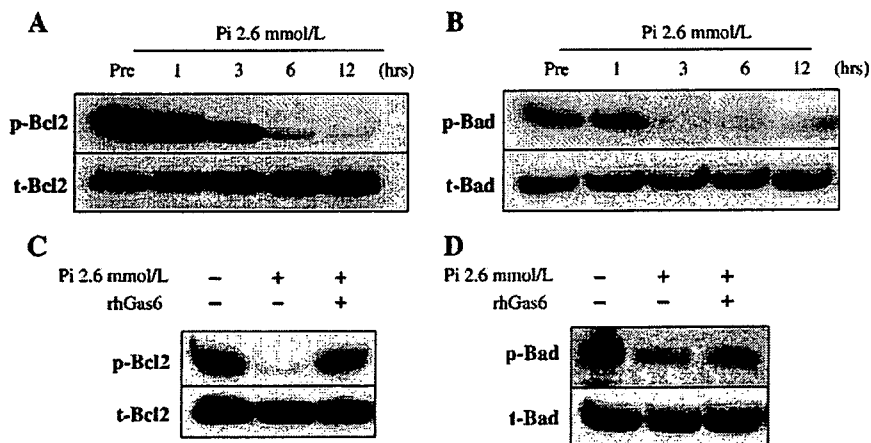 A
Pi 2.6 mmol/L
Pre 1 3 6 12 (hrs)
p-Bcl2
t-Bcl2
B
Pi 2.6 mmol/L
Pre 1 3 6 12 (hrs)
p-Bad
t-Bad
C
Pi 2.6 mmol/L − + +
rhGas6 − − +
p-Bcl2
t-Bcl2
D
Pi 2.6 mmol/L − + +
rhGas6 − − +
p-Bad
t-Bad